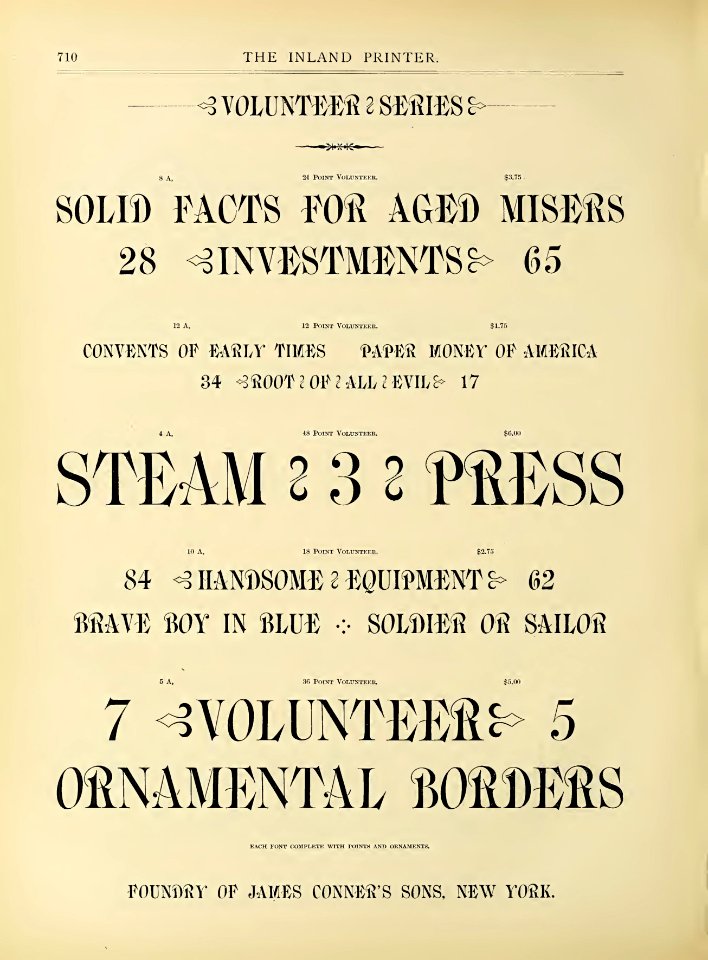 710
THE INLAND PRINTER.
VOLUNTEER SERIES
8 A, 24 POINT VOLUNTEER. $3.75
SOLID FACTS FOR AGED MISERS
28 INVESTMENTS 65
12 A, 12 POINT VOLUNTEER. $1.75
CONVENTS OF EARLY TIMES PAPER MONEY OF AMERICA
34 ROOT OF ALL EVIL 17
4 A, 48 POINT VOLUNTEER. $6.00
STEAM 3 PRESS
10 A, 18 POINT VOLUNTEER. $2.75
84 HANDSOME EQUIPMENT 62
BRAVE BOY IN BLUE SOLDIER OR SAILOR
5 A, 36 POINT VOLUNTEER. $5.00
7 VOLUNTEER 5
ORNAMENTAL BORDERS
EACH FONT COMPLETE WITH POINTS AND ORNAMENTS.
FOUNDRY OF JAMES CONNER'S SONS, NEW YORK.